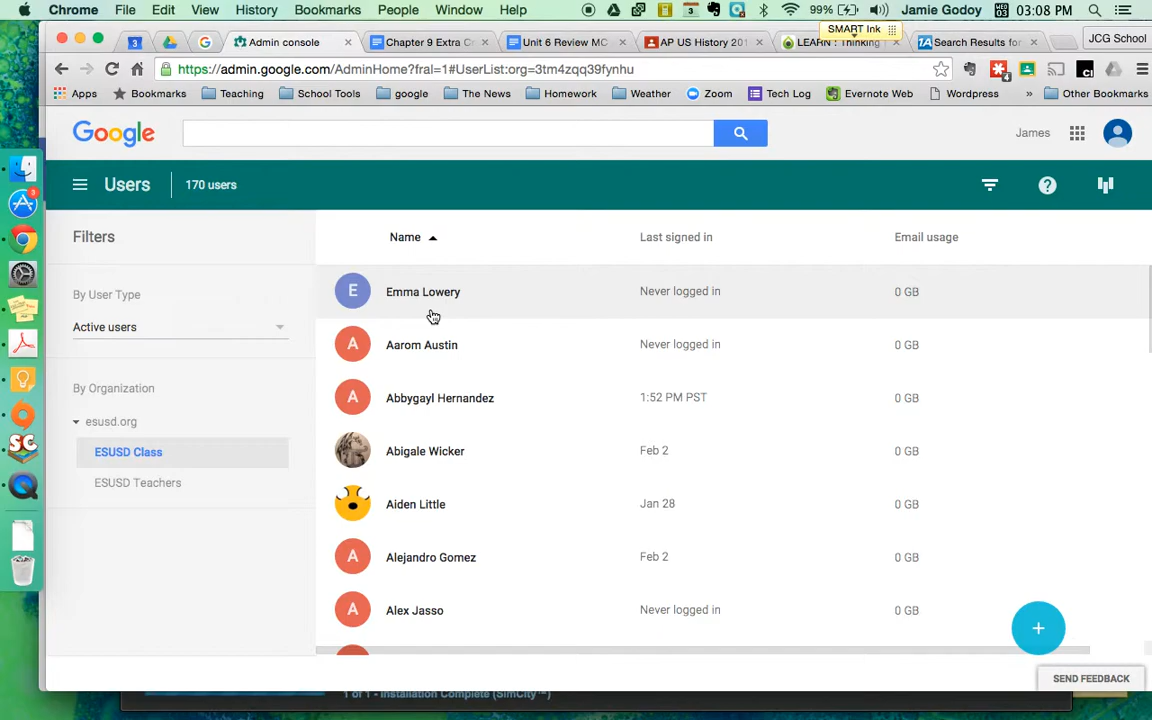 Chrome File Edit View History Bookmarks People Window Help 3 99% Jamie Godoy WED 03 03:08 PM
SMART Ink
3 G Admin console × Chapter 9 Extra C × Unit 6 Review MC × AP US History 201 × LEARN : Thinking × Search Results for × JCG School
https://admin.google.com/AdminHome?fral=1#UserList:org=3tm4zqq39fynhu
Apps Bookmarks Teaching School Tools google The News Homework Weather Zoom Tech Log Evernote Web Wordpress » Other Bookmarks
Google James
Users 170 users
Filters Name Last signed in Email usage
By User Type
Active users
By Organization
esusd.org
ESUSD Class
ESUSD Teachers
E Emma Lowery Never logged in 0 GB
A Aarom Austin Never logged in 0 GB
A Abbygayl Hernandez 1:52 PM PST 0 GB
Abigale Wicker Feb 2 0 GB
Aiden Little Jan 28 0 GB
A Alejandro Gomez Feb 2 0 GB
A Alex Jasso Never logged in 0 GB
+
SEND FEEDBACK
1 of 1 - Installation Complete (SimCity™)